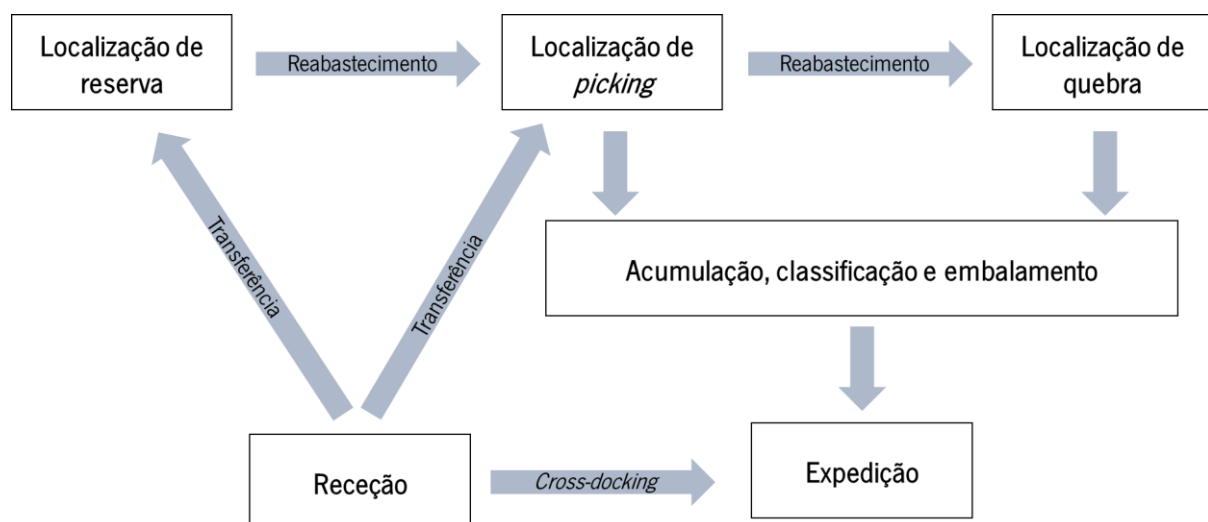 Localização de
reserva
Reabastecimento
Localização de
picking
Reabastecimento
Localização de
quebra
Transferência
Transferência
Acumulação, classificação e embalamento
Receção
Cross-docking
Expedição